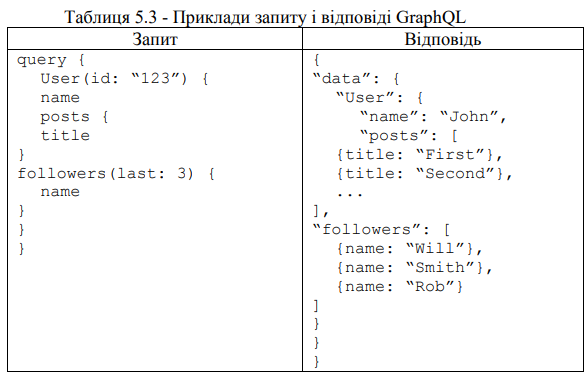 Таблиця 5.3 - Приклади запиту і відповіді GraphQL
Запит
query {
User(id: “123”) {
name
posts {
title
}
followers(last: 3) {
name
}
}
}
Відповідь
{
“data”: {
“User”: {
“name”: “John”,
“posts”: [
{title: “First”},
{title: “Second”},
...
],
“followers”: [
{name: “Will”},
{name: “Smith”},
{name: “Rob”}
]
}
}
}